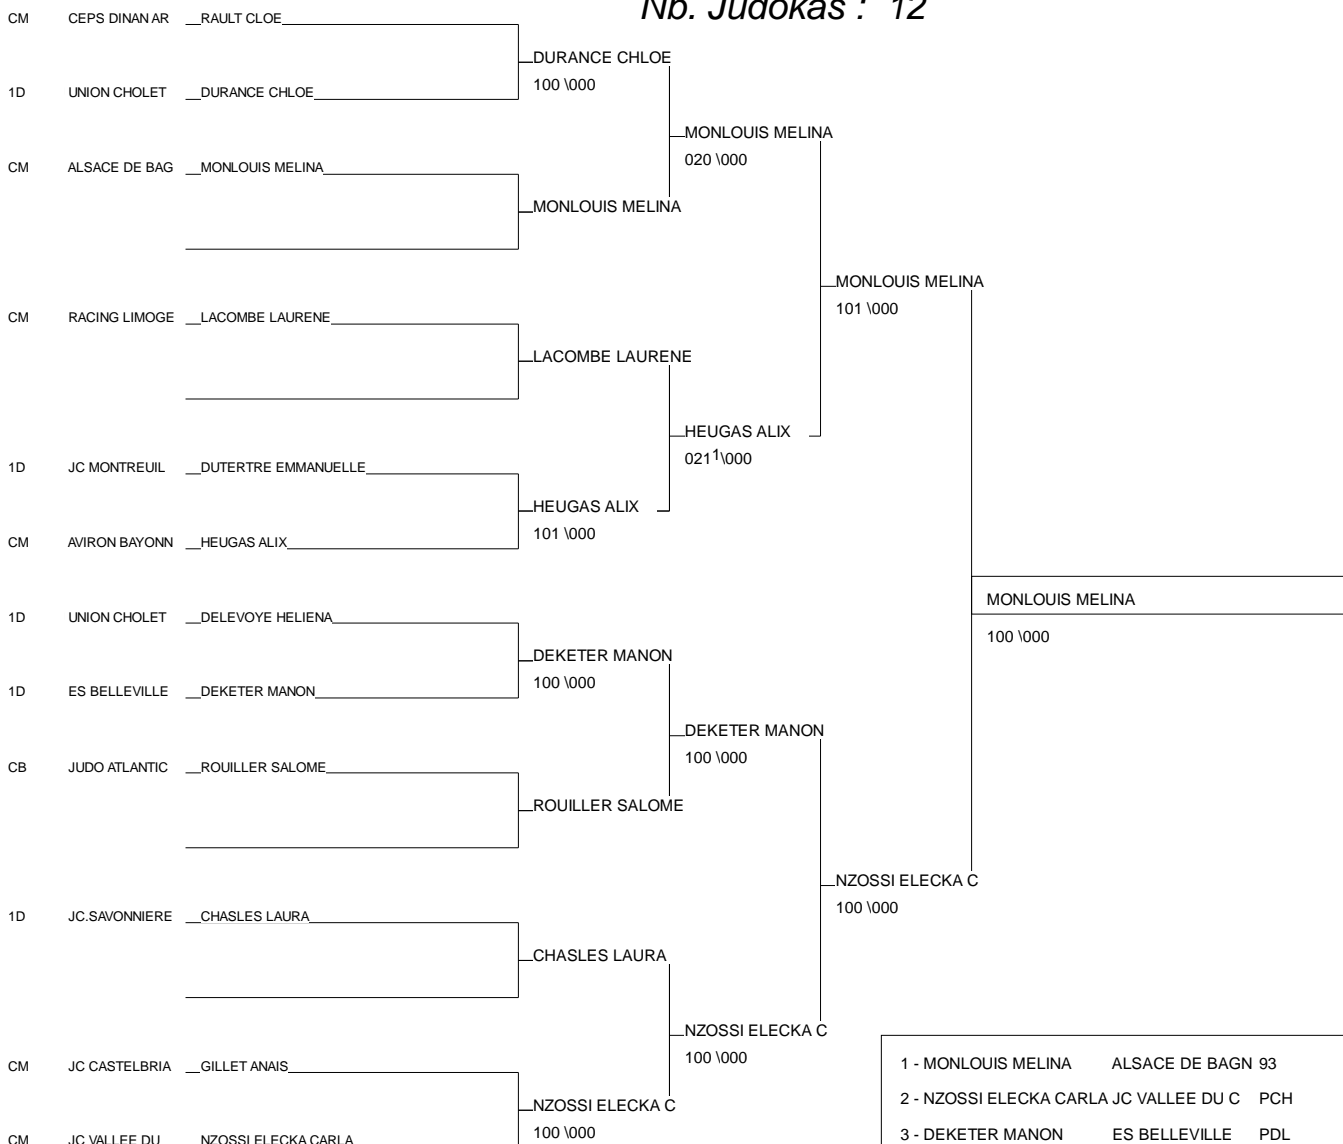 Nb. Judokas : 12
CM CEPS DINAN AR RAULT CLOE
DURANCE CHLOE
100 \000
1D UNION CHOLET DURANCE CHLOE
MONLOUIS MELINA
020 \000
CM ALSACE DE BAG MONLOUIS MELINA
MONLOUIS MELINA
MONLOUIS MELINA
101 \000
CM RACING LIMOGE LACOMBE LAURENE
LACOMBE LAURENE
HEUGAS ALIX
0211\000
1D JC MONTREUIL DUTERTRE EMMANUELLE
HEUGAS ALIX
101 \000
CM AVIRON BAYONN HEUGAS ALIX
MONLOUIS MELINA
100 \000
1D UNION CHOLET DELEVOYE HELIENA
DEKETER MANON
100 \000
1D ES BELLEVILLE DEKETER MANON
DEKETER MANON
100 \000
CB JUDO ATLANTIC ROUILLER SALOME
ROUILLER SALOME
NZOSSI ELECKA C
100 \000
1D JC.SAVONNIERE CHASLES LAURA
CHASLES LAURA
NZOSSI ELECKA C
100 \000
CM JC CASTELBRIA GILLET ANAIS
NZOSSI ELECKA C
100 \000
CM JC VALLEE DU NZOSSI ELECKA CARLA
1 - MONLOUIS MELINA ALSACE DE BAGN 93
2 - NZOSSI ELECKA CARLA JC VALLEE DU C PCH
3 - DEKETER MANON ES BELLEVILLE PDL